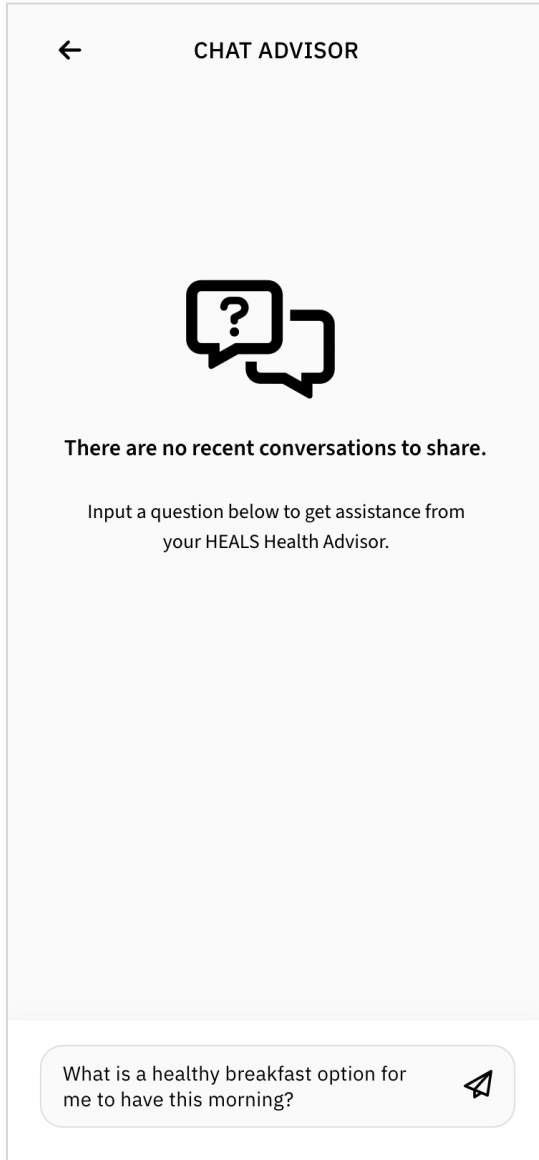 CHAT ADVISOR
?
There are no recent conversations to share.
Input a question below to get assistance from
your HEALS Health Advisor.
What is a healthy breakfast option for
me to have this morning?